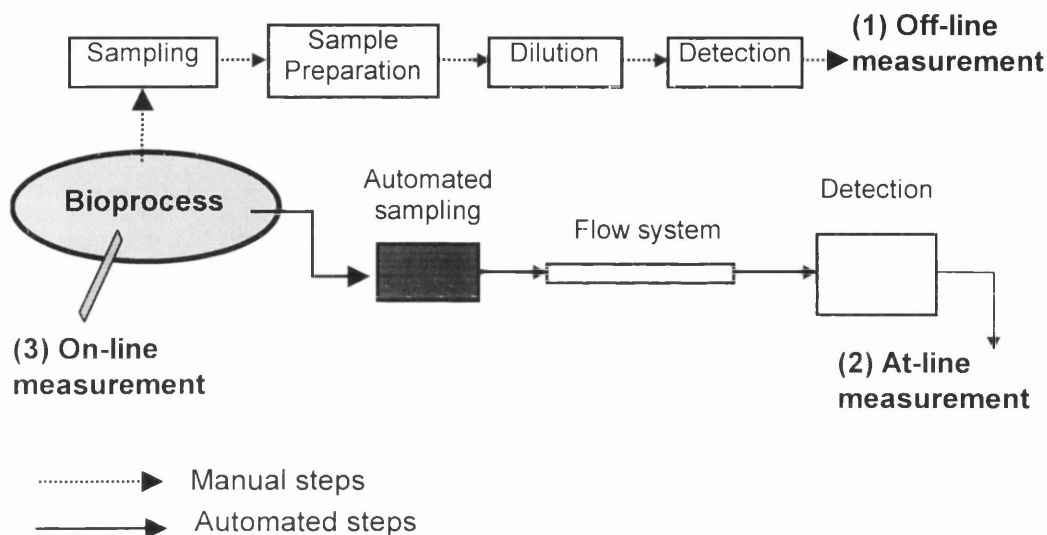 Sampling
Sample
Preparation
Dilution
Detection
(1) Off-line
measurement
Bioprocess
Automated
sampling
Flow system
Detection
(3) On-line
measurement
(2) At-line
measurement
Manual steps
Automated steps